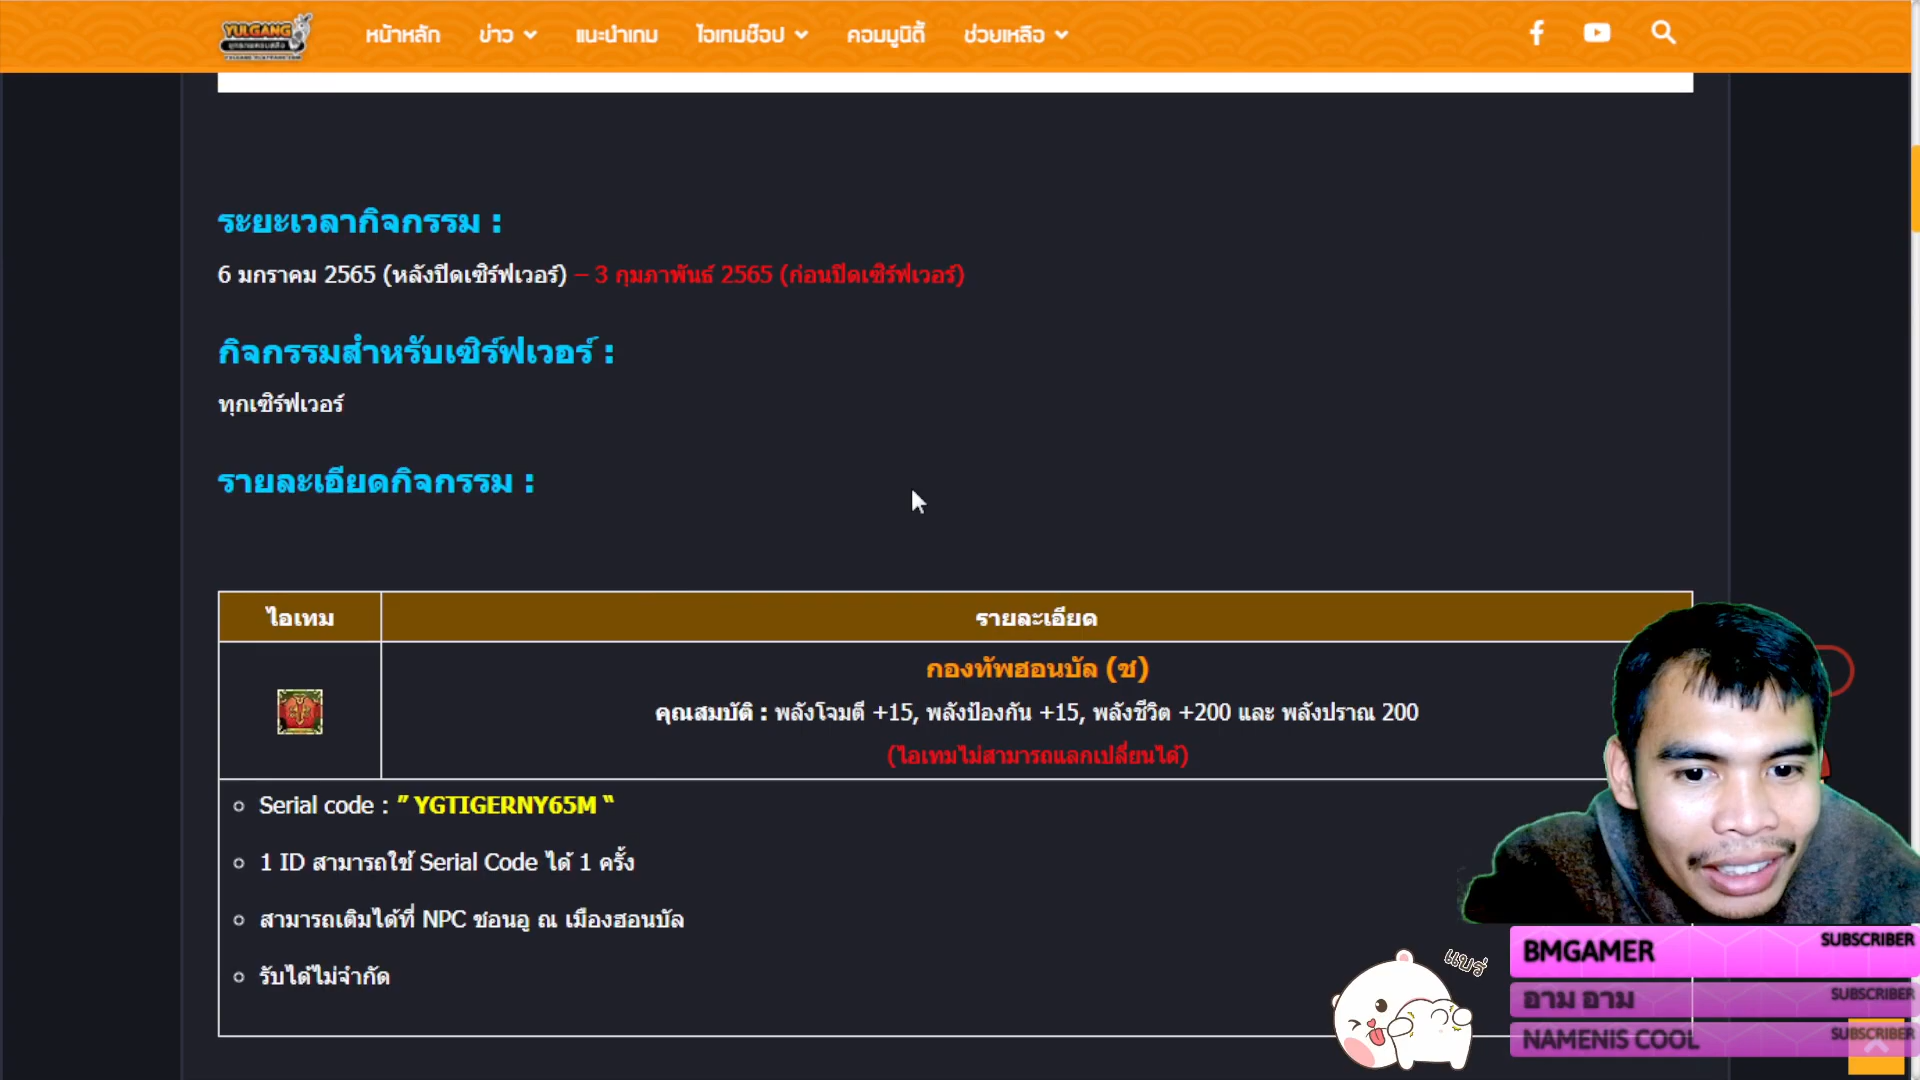 YULGANG
หน้าหลัก ข่าว แนะนำเกม ไอเทมช็อป คอมมูนิตี้ ช่วยเหลือ
ระยะเวลากิจกรรม :
6 มกราคม 2565 (หลังปิดเซิร์ฟเวอร์) – 3 กุมภาพันธ์ 2565 (ก่อนปิดเซิร์ฟเวอร์)
กิจกรรมสำหรับเซิร์ฟเวอร์ :
ทุกเซิร์ฟเวอร์
รายละเอียดกิจกรรม :
ไอเทม รายละเอียด
กองทัพฮอนบัล (ช)
คุณสมบัติ : พลังโจมตี +15, พลังป้องกัน +15, พลังชีวิต +200 และ พลังปราณ 200
(ไอเทมไม่สามารถแลกเปลี่ยนได้)
Serial code : ” YGTIGERNY65M “
1 ID สามารถใช้ Serial Code ได้ 1 ครั้ง
สามารถเติมได้ที่ NPC ซอนอู ณ เมืองฮอนบัล
รับได้ไม่จำกัด
แบร่
BMGAMER SUBSCRIBER
อาม อาม SUBSCRIBER
NAMENIS COOL SUBSCRIBER